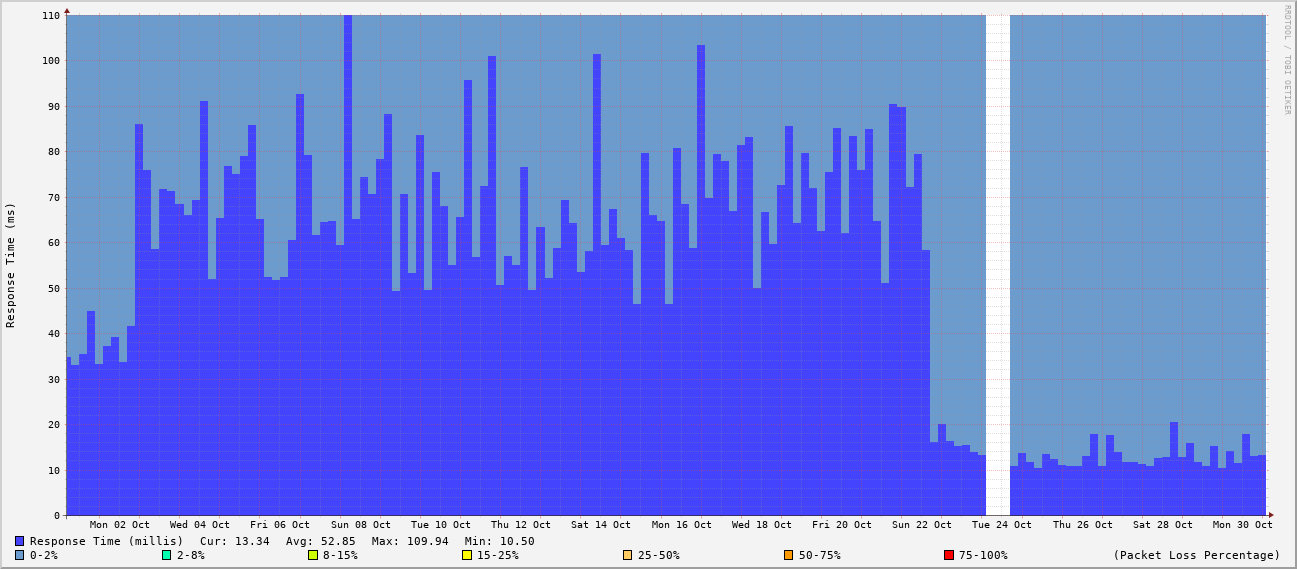 RRDTOOL / TOBI OETIKER
Response Time (ms)
110
100
90
80
70
60
50
40
30
20
10
0
Mon 02 Oct Wed 04 Oct Fri 06 Oct Sun 08 Oct Tue 10 Oct Thu 12 Oct Sat 14 Oct Mon 16 Oct Wed 18 Oct Fri 20 Oct Sun 22 Oct Tue 24 Oct Thu 26 Oct Sat 28 Oct Mon 30 Oct
Response Time (millis) Cur: 13.34 Avg: 52.85 Max: 109.94 Min: 10.50
0-2% 2-8% 8-15% 15-25% 25-50% 50-75% 75-100% (Packet Loss Percentage)